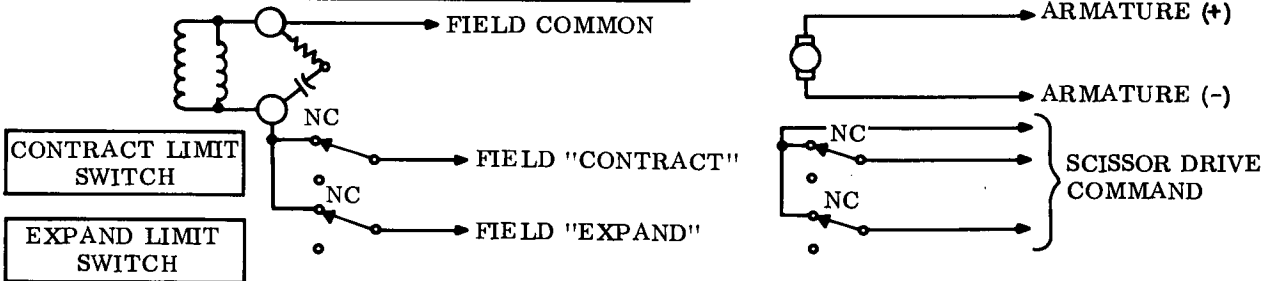 FIELD COMMON
ARMATURE (+)
ARMATURE (-)
NC
NC
CONTRACT LIMIT
SWITCH
FIELD "CONTRACT"
SCISSOR DRIVE
COMMAND
NC
NC
EXPAND LIMIT
SWITCH
FIELD "EXPAND"